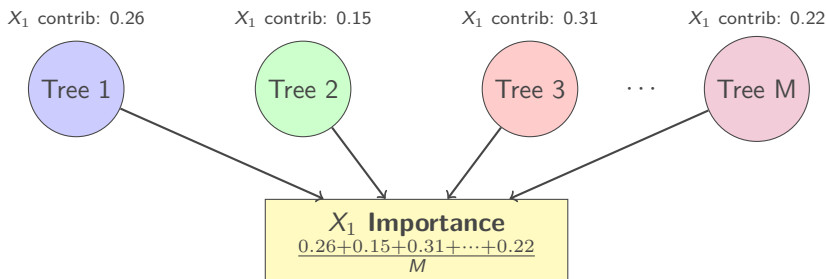 X₁ contrib: 0.26 X₁ contrib: 0.15 X₁ contrib: 0.31 X₁ contrib: 0.22
Tree 1 Tree 2 Tree 3 ··· Tree M
X₁ Importance
0.26+0.15+0.31+···+0.22
M